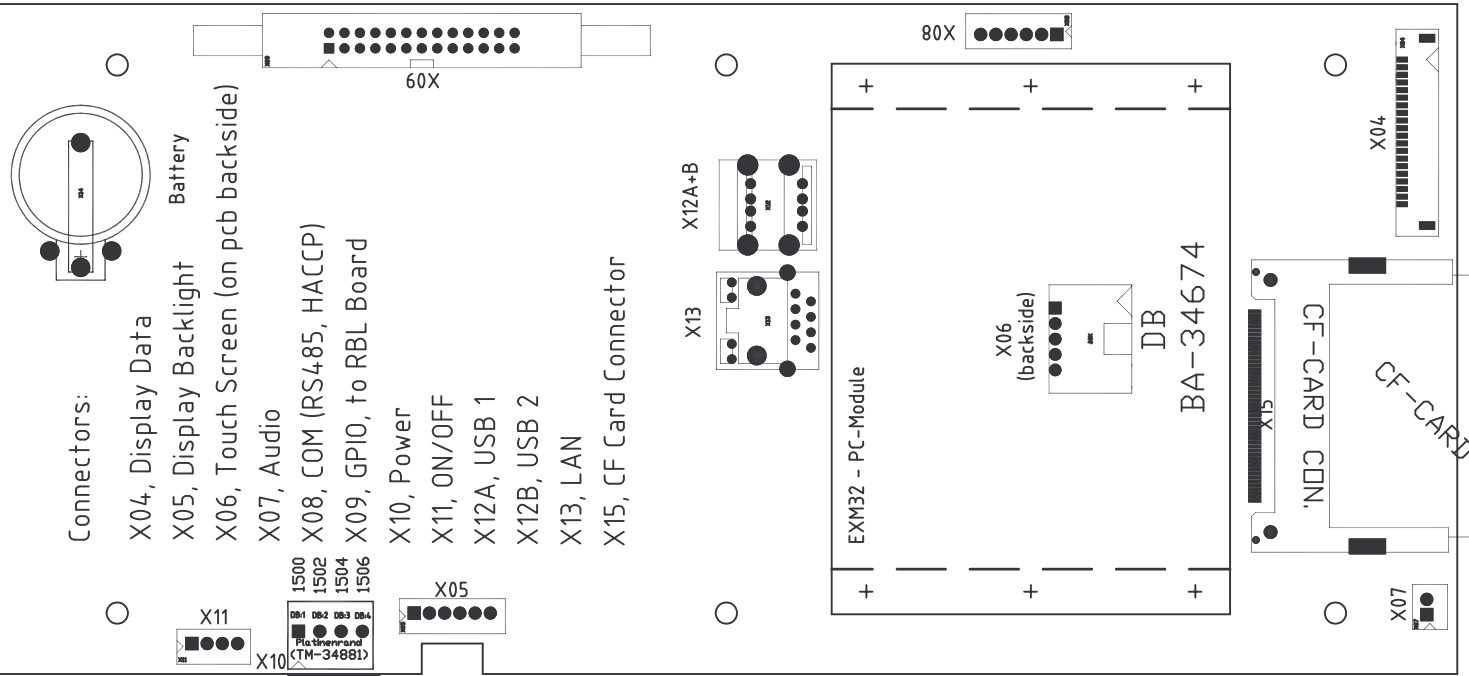 X09
X08
X04
Battery
X12A+B
X13
X06
(backside)
DB
BA-34674
EXM32 - PC-Module
X15
CF-CARD CON.
CF-CARD
X07
Connectors:
X04, Display Data
X05, Display Backlight
X06, Touch Screen (on pcb backside)
X07, Audio
X08, COM (RS485, HACCP)
X09, GPIO, to RBL Board
X10, Power
X11, ON/OFF
X12A, USB 1
X12B, USB 2
X13, LAN
X15, CF Card Connector
1500
1502
1504
1506
X11
X10
DB:1 DB:2 DB:3 DB:4
Platinenrand
(TM-34881)
X05
X12
X13